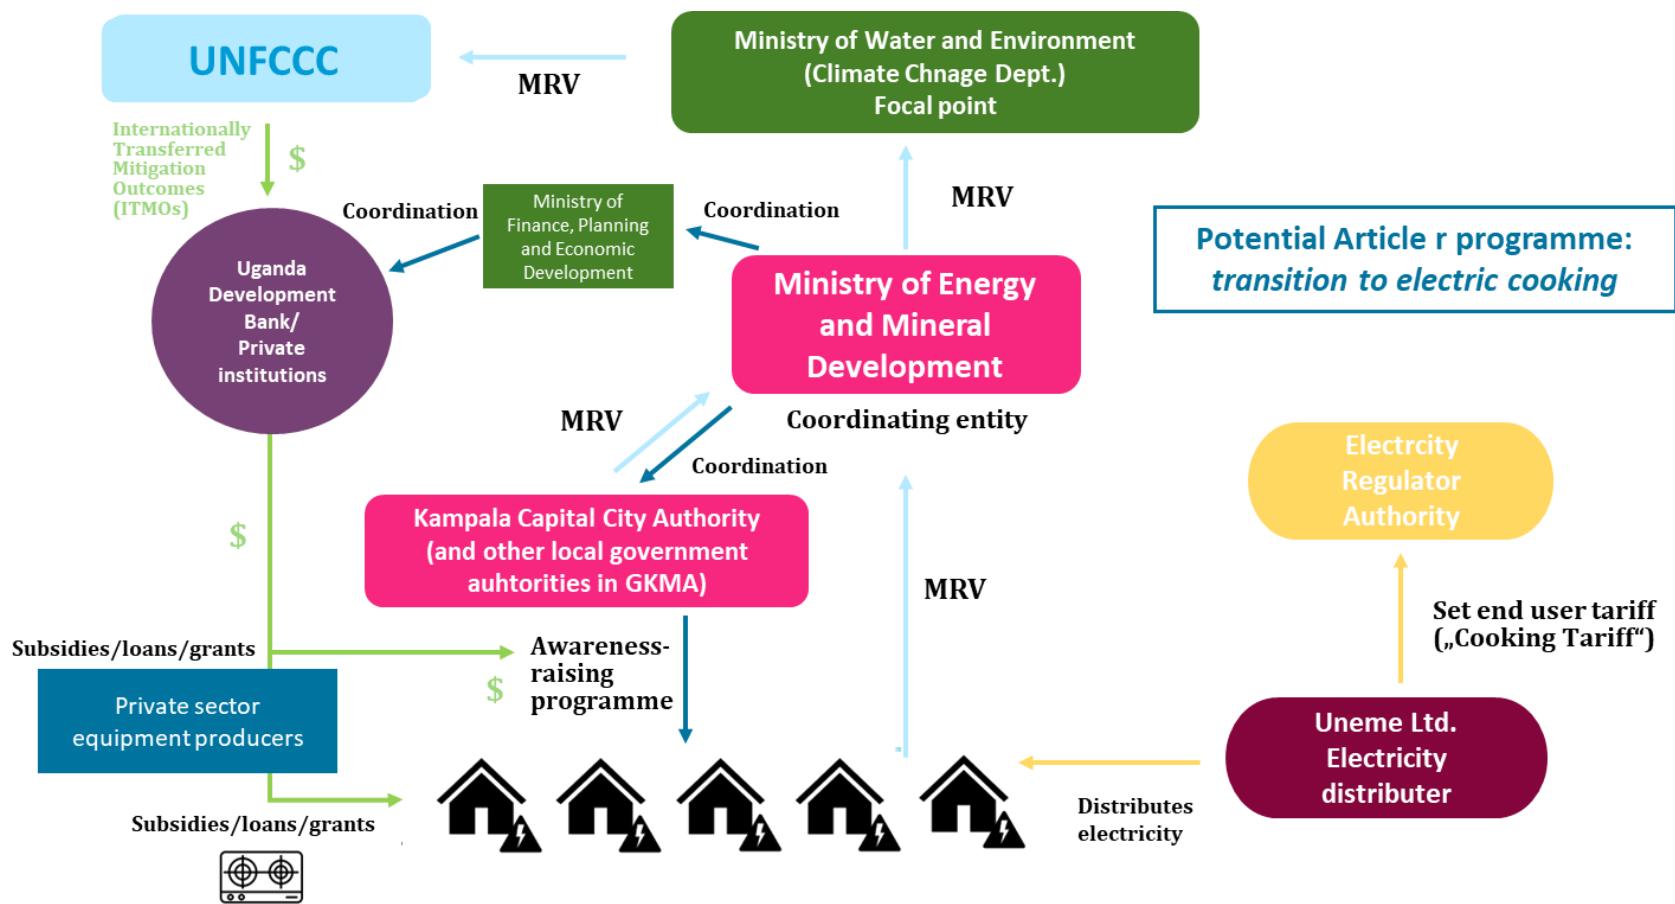 UNFCCC
MRV
Ministry of Water and Environment
(Climate Chnage Dept.)
Focal point
Internationally
Transferred
Mitigation
Outcomes
(ITMOs)
$
Coordination
Ministry of
Finance, Planning
and Economic
Development
Coordination
MRV
Potential Article r programme:
transition to electric cooking
Uganda
Development
Bank/
Private
institutions
Ministry of Energy
and Mineral
Development
Coordinating entity
MRV
Coordination
Electrcity
Regulator
Authority
Kampala Capital City Authority
(and other local government
auhtorities in GKMA)
$
MRV
Set end user tariff
(„Cooking Tariff“)
Subsidies/loans/grants
Awareness-
raising
programme
$
Private sector
equipment producers
Uneme Ltd.
Electricity
distributer
Distributes
electricity
Subsidies/loans/grants